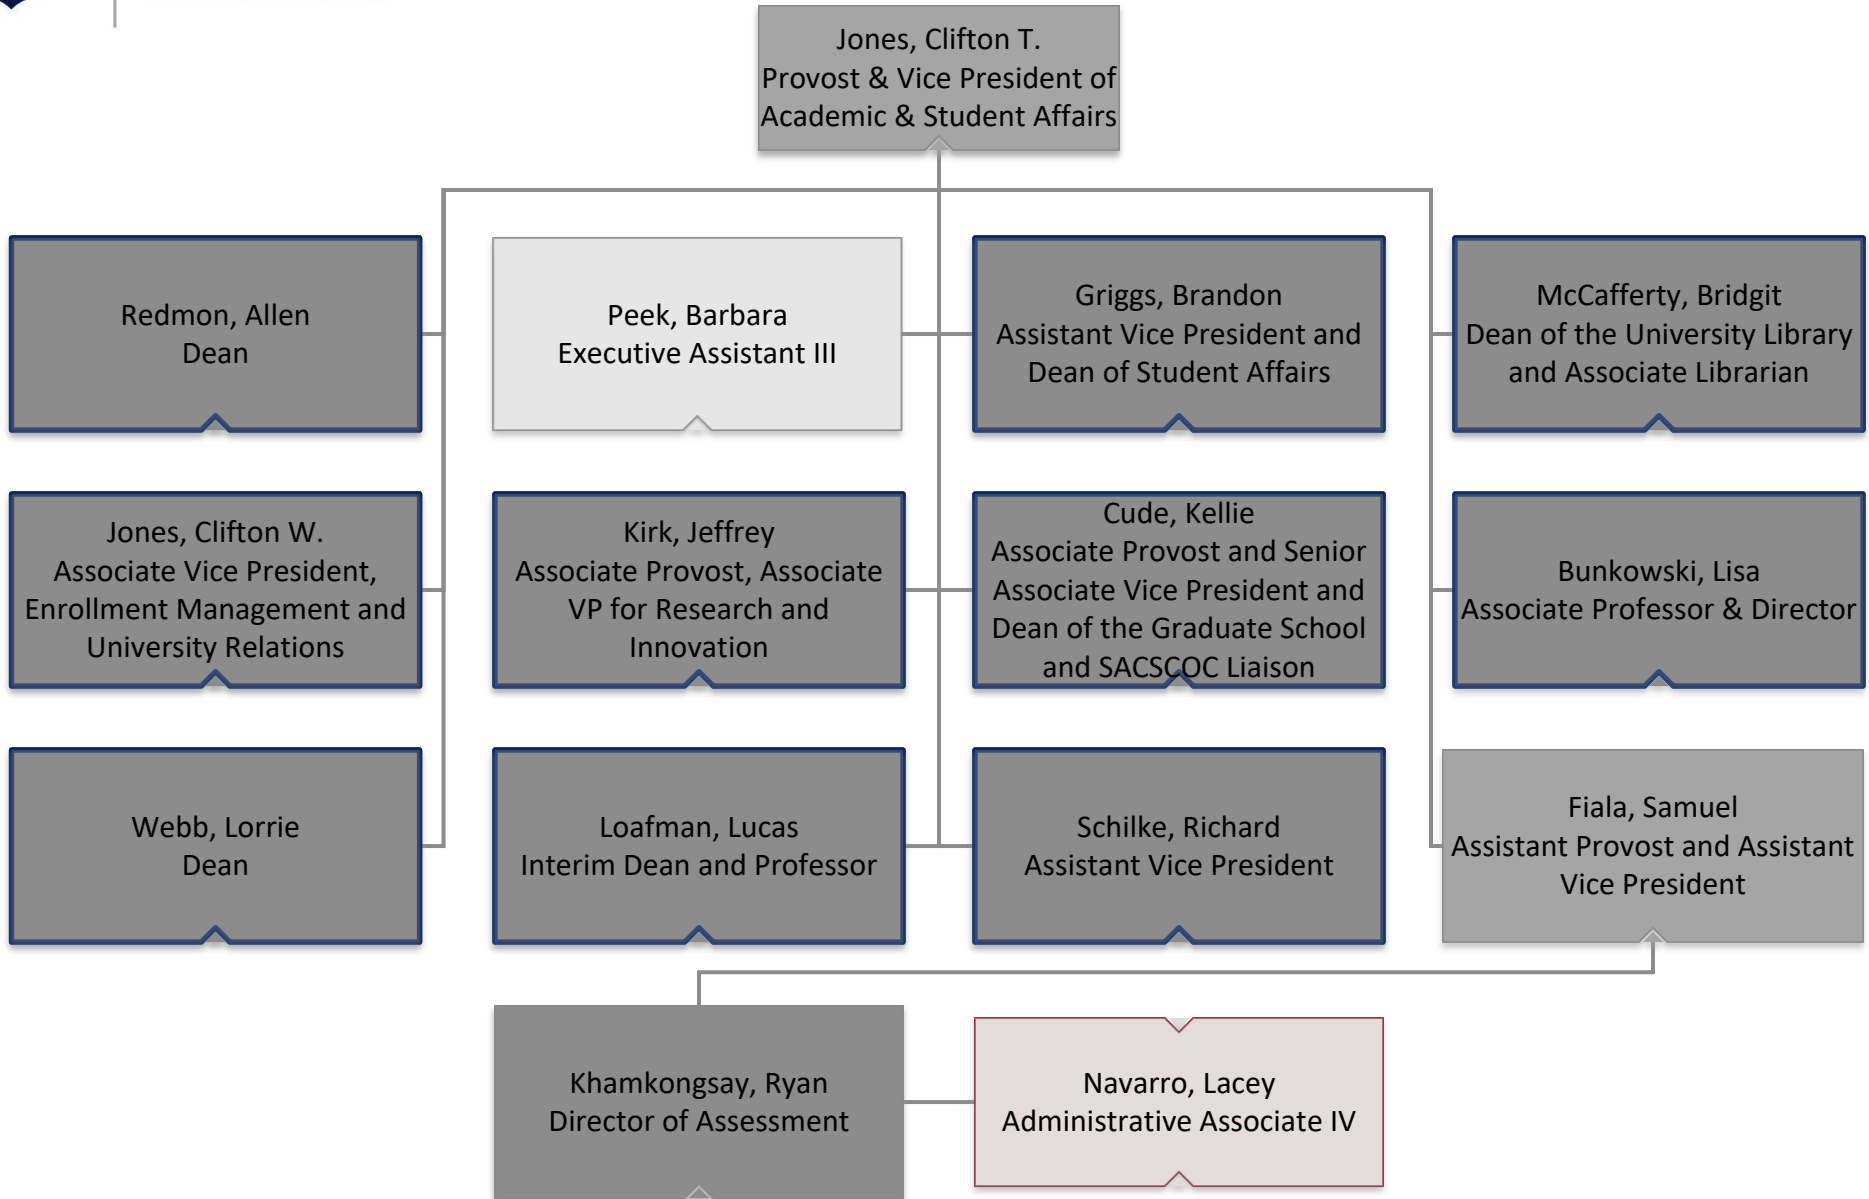 Jones, Clifton T.
Provost & Vice President of
Academic & Student Affairs
Redmon, Allen
Dean
Peek, Barbara
Executive Assistant III
Griggs, Brandon
Assistant Vice President and
Dean of Student Affairs
McCafferty, Bridgit
Dean of the University Library
and Associate Librarian
Jones, Clifton W.
Associate Vice President,
Enrollment Management and
University Relations
Kirk, Jeffrey
Associate Provost, Associate
VP for Research and
Innovation
Cude, Kellie
Associate Provost and Senior
Associate Vice President and
Dean of the Graduate School
and SACSCOC Liaison
Bunkowski, Lisa
Associate Professor & Director
Webb, Lorrie
Dean
Loafman, Lucas
Interim Dean and Professor
Schilke, Richard
Assistant Vice President
Fiala, Samuel
Assistant Provost and Assistant
Vice President
Khamkongsay, Ryan
Director of Assessment
Navarro, Lacey
Administrative Associate IV